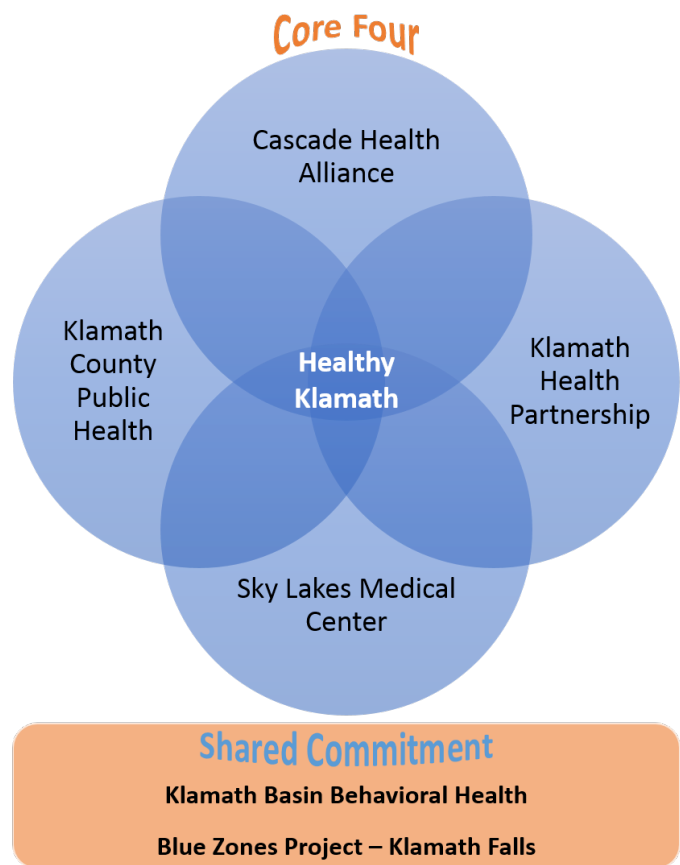 Core Four
Cascade Health
Alliance
Klamath
County
Public
Health
Healthy
Klamath
Klamath
Health
Partnership
Sky Lakes Medical
Center
Shared Commitment
Klamath Basin Behavioral Health
Blue Zones Project – Klamath Falls